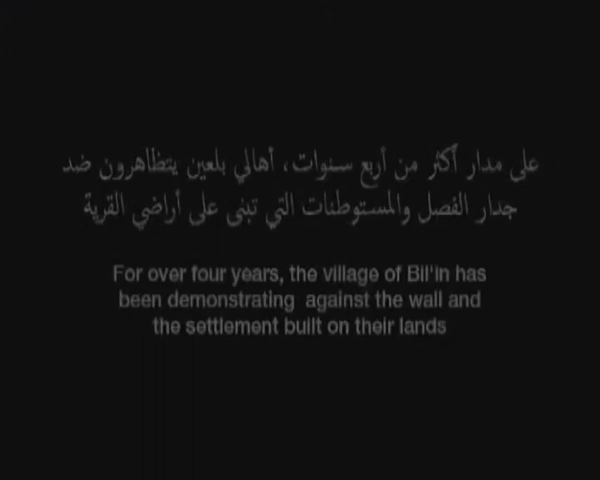 على مدار أكثر من أربع سنوات، أهالي بلعين يتظاهرون ضد
جدار الفصل والمستوطنات التي تبنى على أراضي القرية
For over four years, the village of Bil'in has
been demonstrating against the wall and
the settlement built on their lands